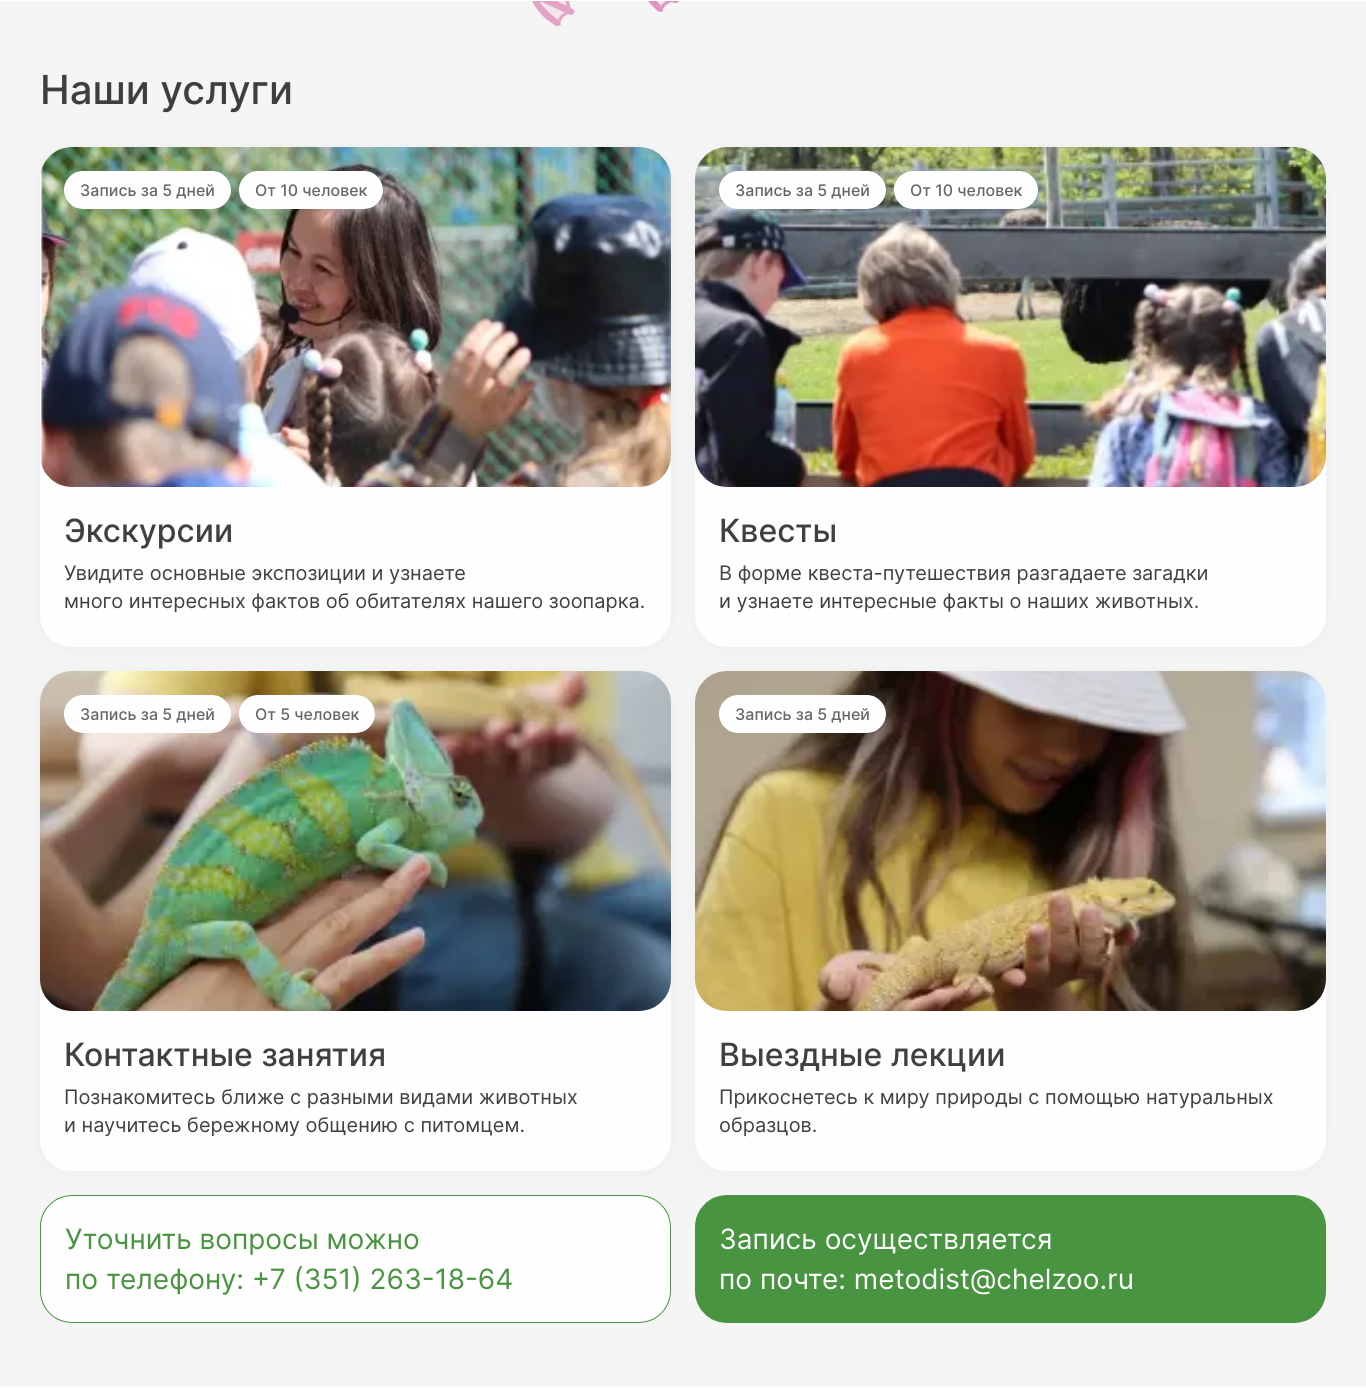 Наши услуги
Запись за 5 дней
От 10 человек
Запись за 5 дней
От 10 человек
Экскурсии
Увидите основные экспозиции и узнаете
много интересных фактов об обитателях нашего зоопарка.
Квесты
В форме квеста-путешествия разгадаете загадки
и узнаете интересные факты о наших животных.
Запись за 5 дней
От 5 человек
Запись за 5 дней
Контактные занятия
Познакомитесь ближе с разными видами животных
и научитесь бережному общению с питомцем.
Выездные лекции
Прикоснетесь к миру природы с помощью натуральных
образцов.
Уточнить вопросы можно
по телефону: +7 (351) 263-18-64
Запись осуществляется
по почте: metodist@chelzoo.ru